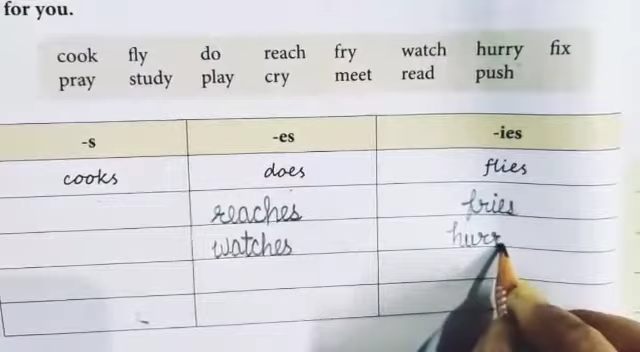 for you.
cook fly do reach fry watch hurry fix
pray study play cry meet read push
-s -es -ies
cooks does flies
reaches fries
watches hurr